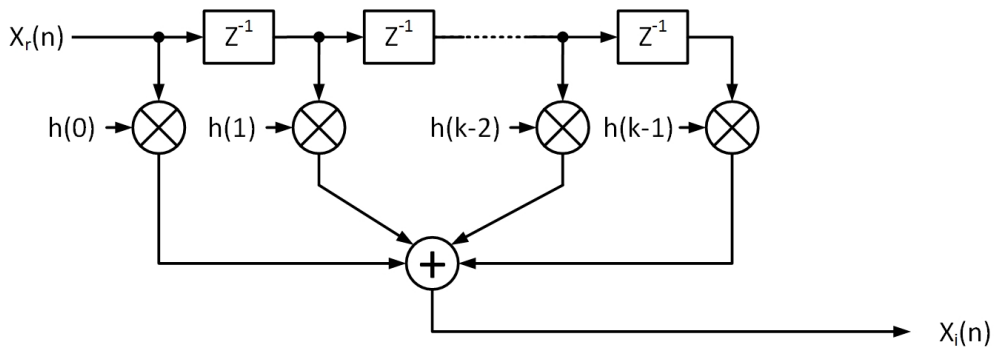 Xr(n)
Z-1
Z-1
Z-1
h(0)
h(1)
h(k-2)
h(k-1)
+
Xi(n)